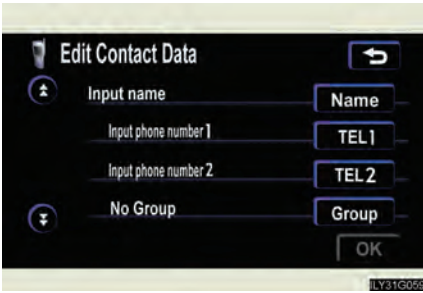 Edit Contact Data
Input name Name
Input phone number 1 TEL1
Input phone number 2 TEL2
No Group Group
OK
ILY31G059